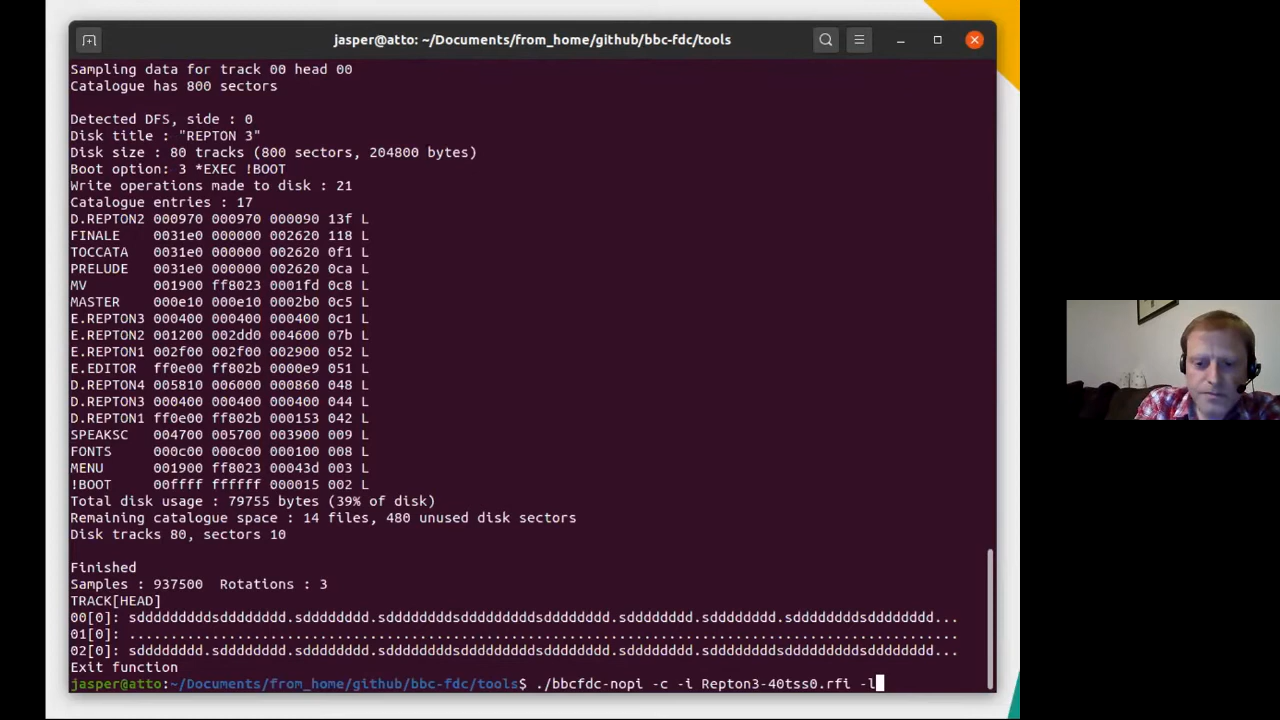 jasper@atto: ~/Documents/from_home/github/bbc-fdc/tools
Sampling data for track 00 head 00
Catalogue has 800 sectors
Detected DFS, side : 0
Disk title : "REPTON 3"
Disk size : 80 tracks (800 sectors, 204800 bytes)
Boot option: 3 *EXEC !BOOT
Write operations made to disk : 21
Catalogue entries : 17
D.REPTON2 000970 000970 000090 13f L
FINALE 0031e0 000000 002620 118 L
TOCCATA 0031e0 000000 002620 0f1 L
PRELUDE 0031e0 000000 002620 0ca L
MV 001900 ff8023 0001fd 0c8 L
MASTER 000e10 000e10 0002b0 0c5 L
E.REPTON3 000400 000400 000400 0c1 L
E.REPTON2 001200 002dd0 004600 07b L
E.REPTON1 002f00 002f00 002900 052 L
E.EDITOR ff0e00 ff802b 0000e9 051 L
D.REPTON4 005810 006000 000860 048 L
D.REPTON3 000400 000400 000400 044 L
D.REPTON1 ff0e00 ff802b 000153 042 L
SPEAKSC 004700 005700 003900 009 L
FONTS 000c00 000c00 000100 008 L
MENU 001900 ff8023 00043d 003 L
!BOOT 00ffff ffffff 000015 002 L
Total disk usage : 79755 bytes (39% of disk)
Remaining catalogue space : 14 files, 480 unused disk sectors
Disk tracks 80, sectors 10
Finished
Samples : 937500 Rotations : 3
TRACK[HEAD]
00[0]: sdddddddddsdddddddd.sdddddddd.sdddddddd.sdddddddddsdddddddddsdddddddd.sdddddddd.sdddddddd.sdddddddddsdddddddd...
01[0]: ....................................................................................................
02[0]: sdddddddddsdddddddd.sdddddddd.sdddddddd.sdddddddddsdddddddddsdddddddd.sdddddddd.sdddddddd.sdddddddddsdddddddd...
Exit function
jasper@atto:~/Documents/from_home/github/bbc-fdc/tools$ ./bbcfdc-nopi -c -i Repton3-40tss0.rfi -l